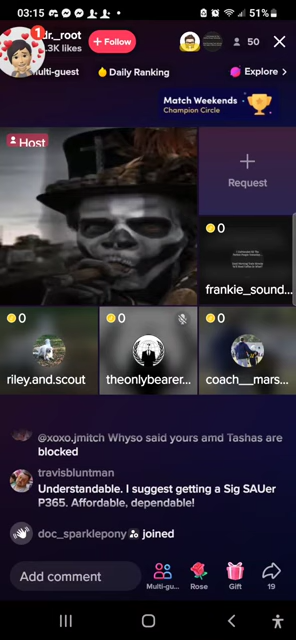 03:15
51%
1
dr._root
.3K likes
+ Follow
50
Multi-guest
Daily Ranking
Explore >
Match Weekends
Champion Circle
Host
Request
0
frankie_sound...
0
0
0
riley.and.scout
theonlybearer...
coach__mars...
@xoxo.jmitch Whyso said yours amd Tashas are
blocked
travisbluntman
Understandable. I suggest getting a Sig SAUer
P365. Affordable, dependable!
doc_sparklepony joined
Add comment
Multi-gu...
Rose
Gift
19